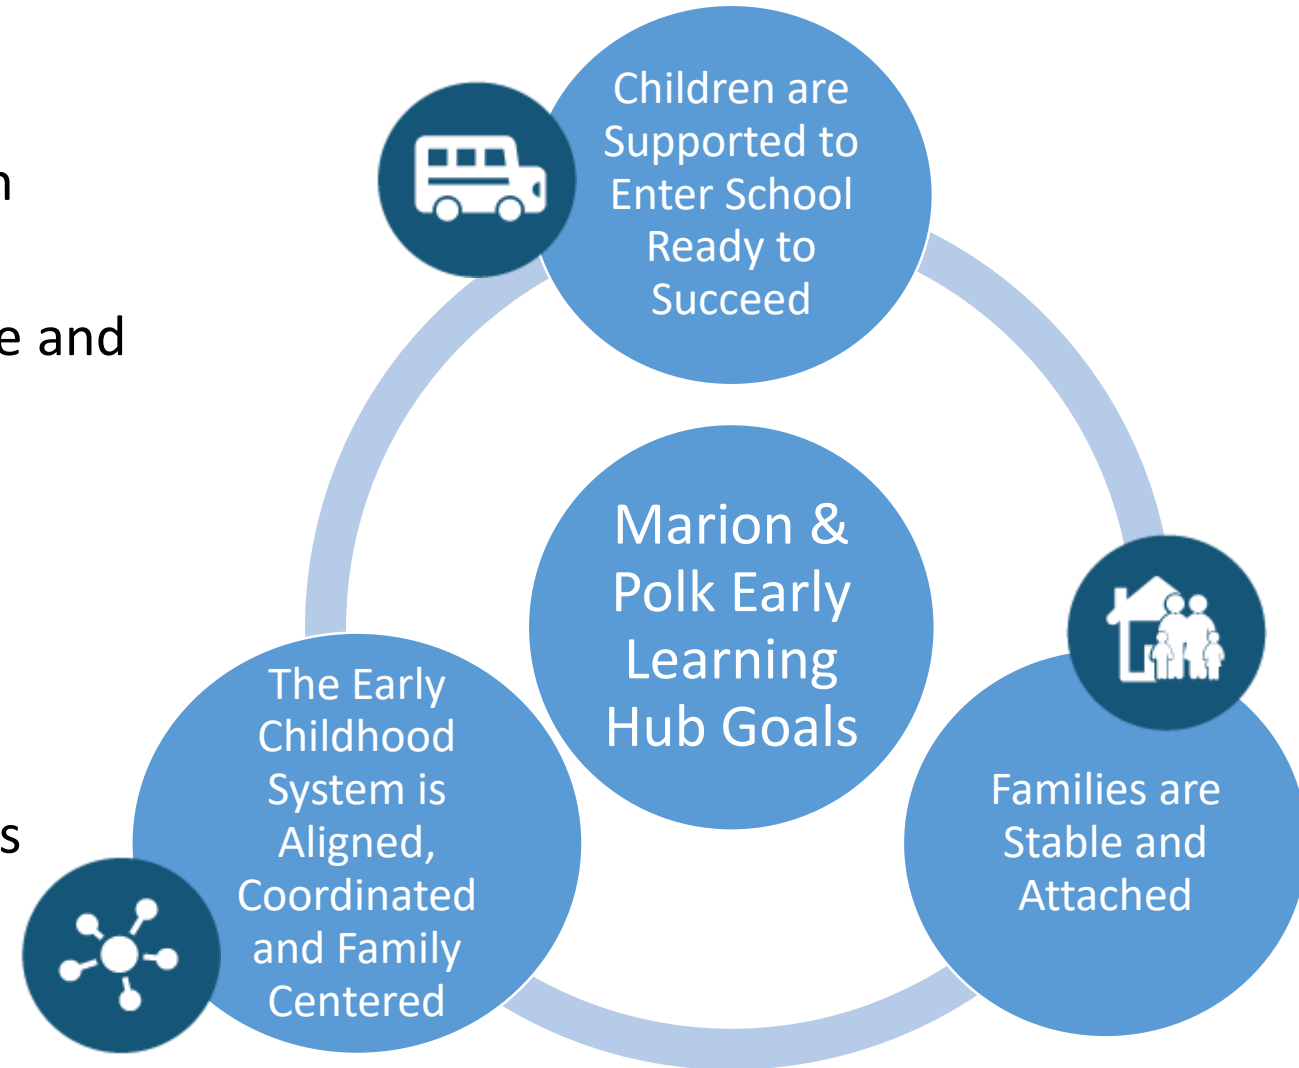 n
e and
s
Children are
Supported to
Enter School
Ready to
Succeed
Marion &
Polk Early
Learning
Hub Goals
The Early
Childhood
System is
Aligned,
Coordinated
and Family
Centered
Families are
Stable and
Attached